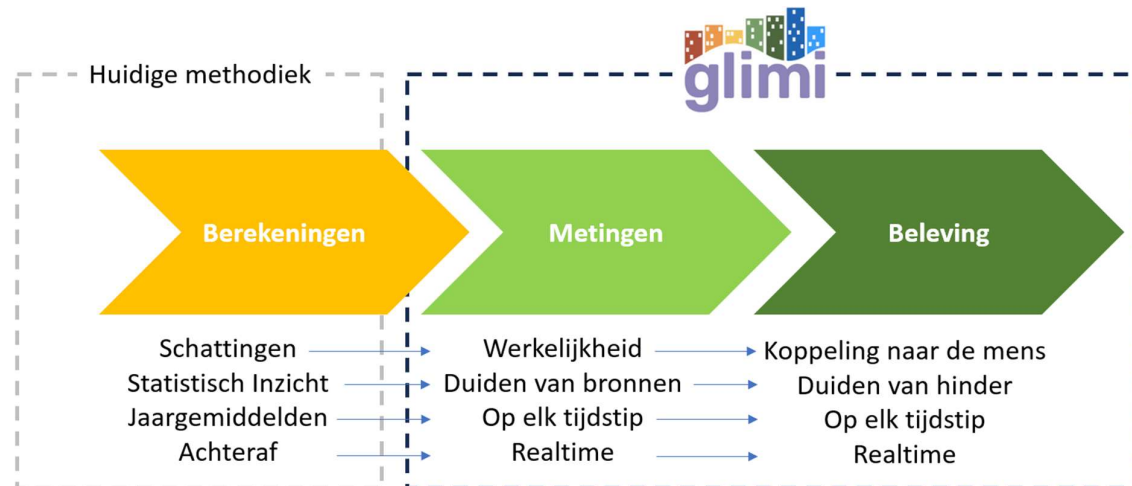 Huidige methodiek
glimi
Berekeningen
Metingen
Beleving
Schattingen
Werkelijkheid
Koppeling naar de mens
Statistisch Inzicht
Duiden van bronnen
Duiden van hinder
Jaargemiddelden
Op elk tijdstip
Op elk tijdstip
Achteraf
Realtime
Realtime